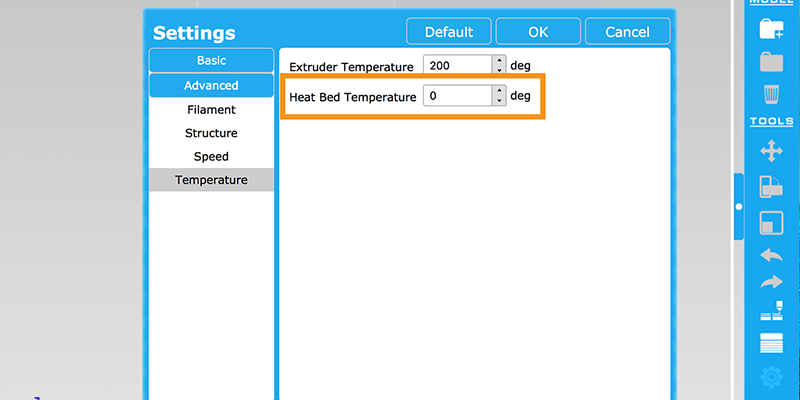 MODEL
Settings
Default
OK
Cancel
Basic
Advanced
Filament
Structure
Speed
Temperature
Extruder Temperature 200 deg
Heat Bed Temperature 0 deg
TOOLS